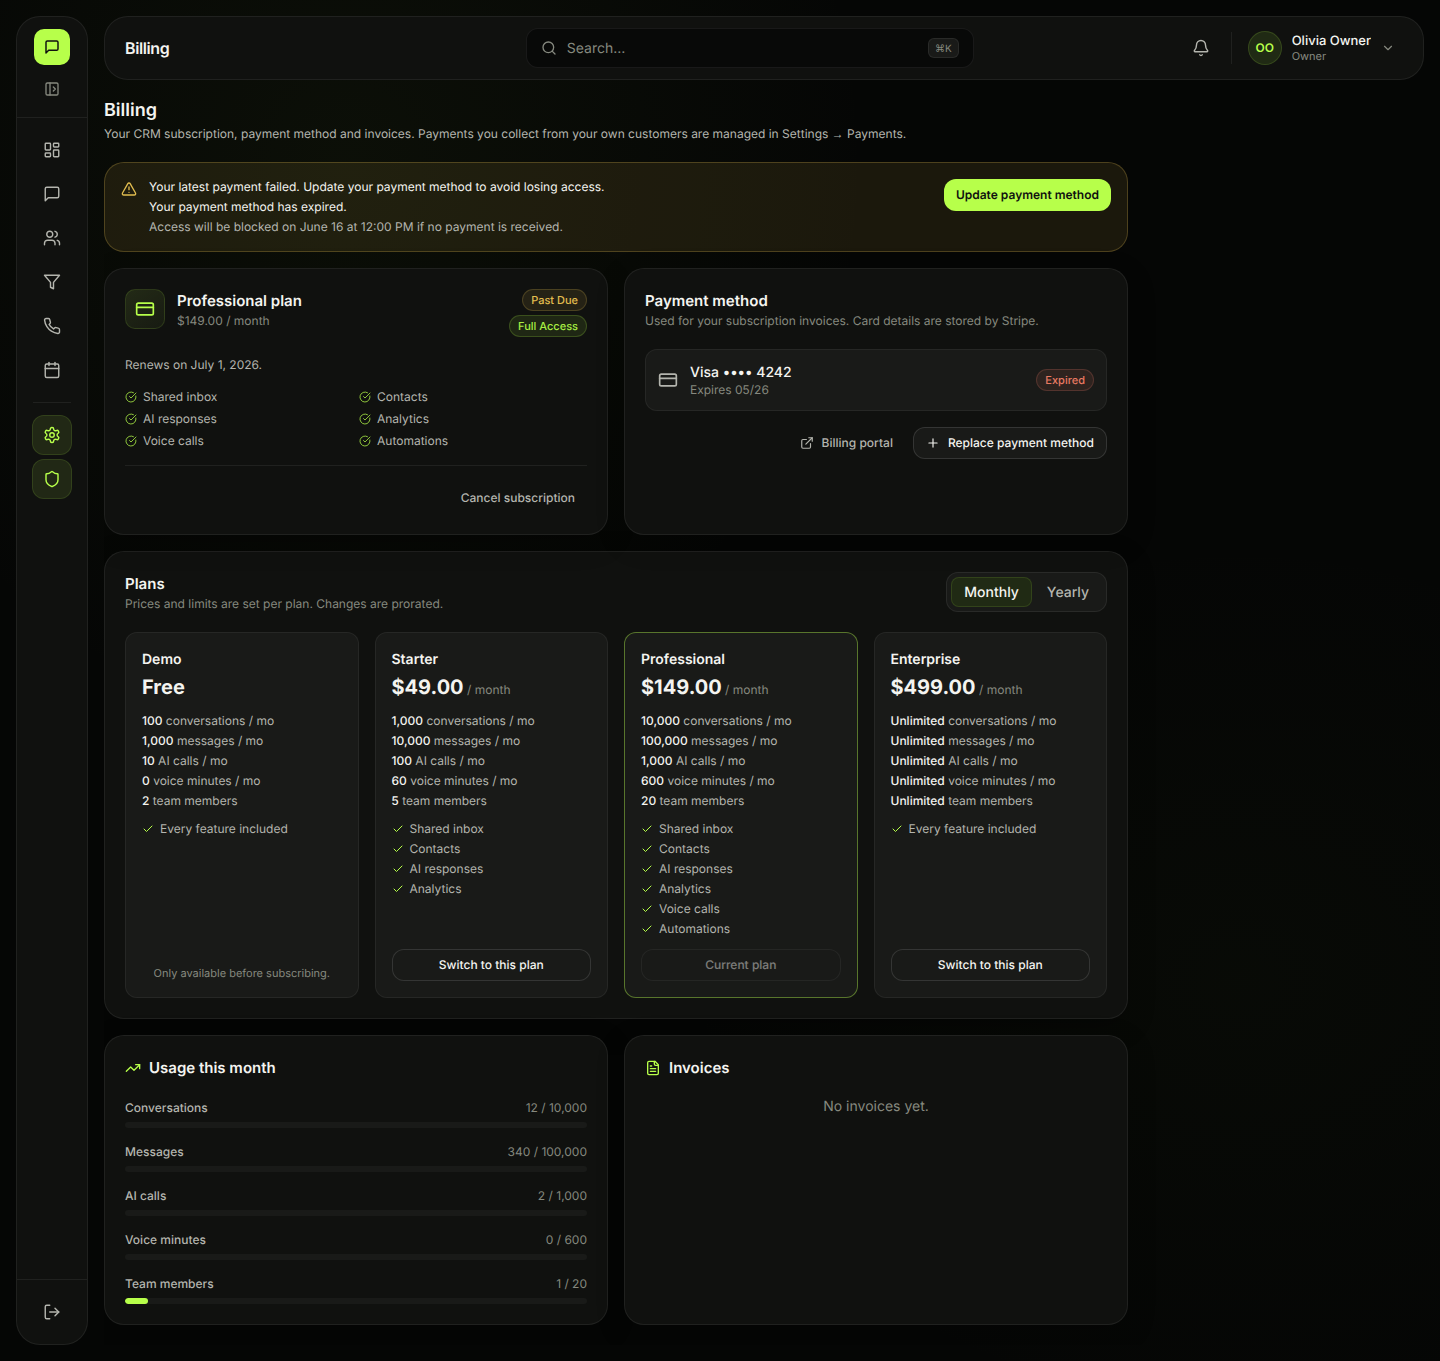 Billing
Search...
⌘K
OO
Olivia Owner
Owner
Billing
Your CRM subscription, payment method and invoices. Payments you collect from your own customers are managed in Settings → Payments.
Your latest payment failed. Update your payment method to avoid losing access.
Your payment method has expired.
Access will be blocked on June 16 at 12:00 PM if no payment is received.
Update payment method
Professional plan
$149.00 / month
Past Due
Full Access
Renews on July 1, 2026.
Shared inbox
Contacts
AI responses
Analytics
Voice calls
Automations
Cancel subscription
Payment method
Used for your subscription invoices. Card details are stored by Stripe.
Visa •••• 4242
Expires 05/26
Expired
Billing portal
Replace payment method
Plans
Prices and limits are set per plan. Changes are prorated.
Monthly
Yearly
Demo
Free
100 conversations / mo
1,000 messages / mo
10 AI calls / mo
0 voice minutes / mo
2 team members
Every feature included
Only available before subscribing.
Starter
$49.00 / month
1,000 conversations / mo
10,000 messages / mo
100 AI calls / mo
60 voice minutes / mo
5 team members
Shared inbox
Contacts
AI responses
Analytics
Switch to this plan
Professional
$149.00 / month
10,000 conversations / mo
100,000 messages / mo
1,000 AI calls / mo
600 voice minutes / mo
20 team members
Shared inbox
Contacts
AI responses
Analytics
Voice calls
Automations
Current plan
Enterprise
$499.00 / month
Unlimited conversations / mo
Unlimited messages / mo
Unlimited AI calls / mo
Unlimited voice minutes / mo
Unlimited team members
Every feature included
Switch to this plan
Usage this month
Conversations
12 / 10,000
Messages
340 / 100,000
AI calls
2 / 1,000
Voice minutes
0 / 600
Team members
1 / 20
Invoices
No invoices yet.